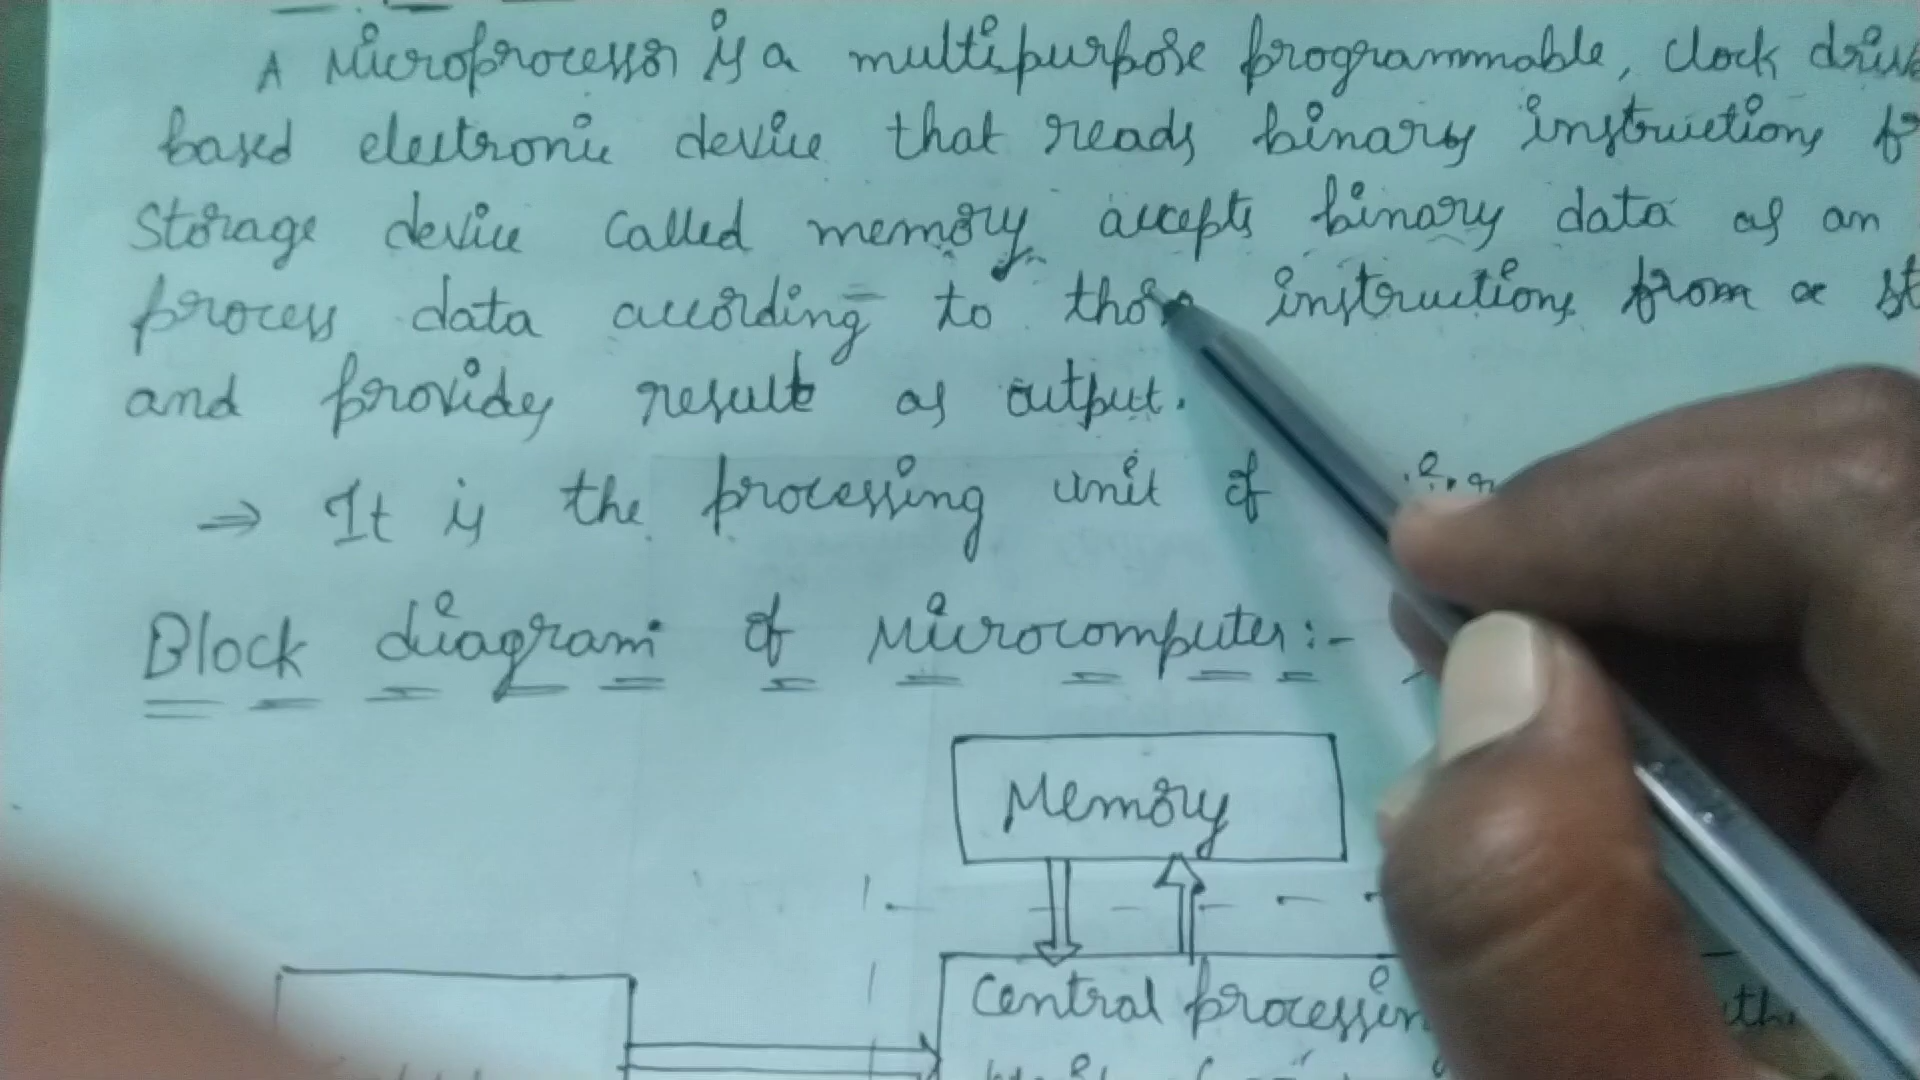 A Microprocessor is a multipurpose programmable, clock
based electronic device that reads binary instructions
Storage device called memory accepts binary data as an
process data according to those instructions from a
and provides result as output.
⇒ It is the processing unit of
Block diagram of Microcomputer:-
Memory
Central